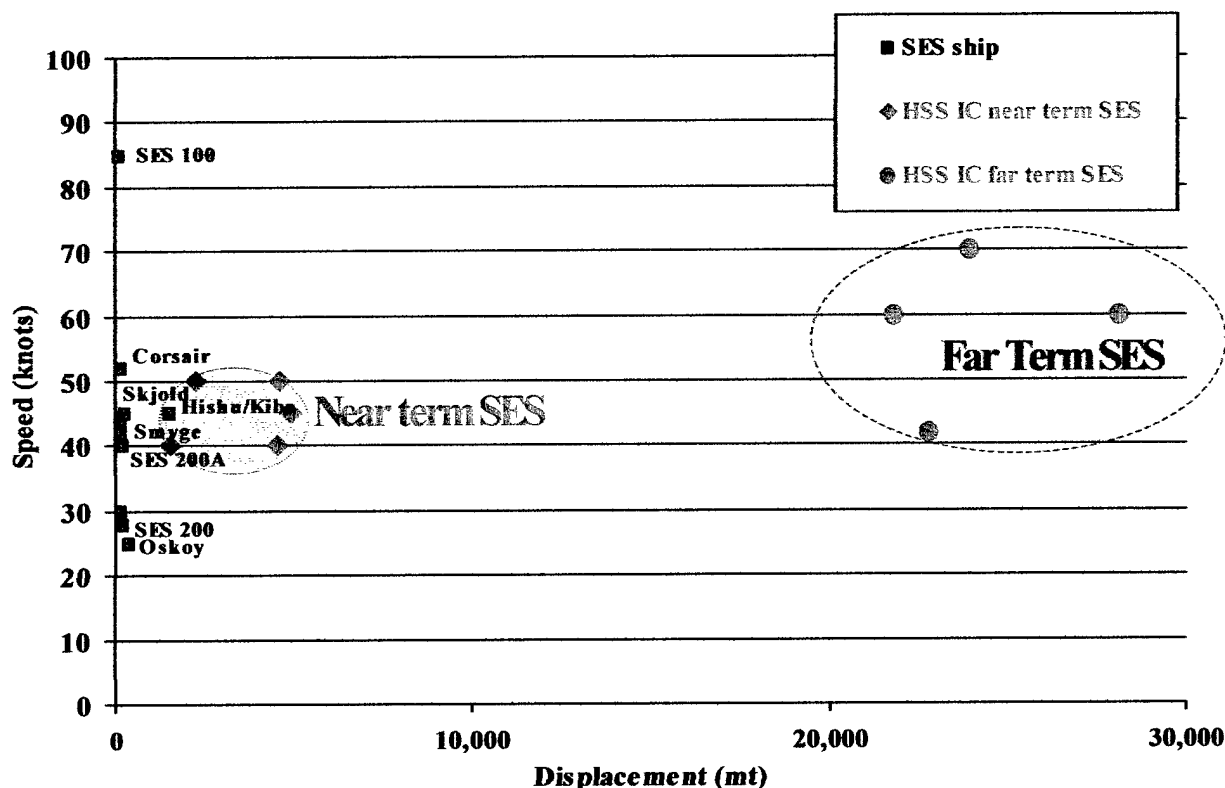 SES ship
HSS IC near term SES
HSS IC far term SES
100
90
80
70
60
50
40
30
20
10
0
Speed (knots)
SES 100
Corsair
Skjold
Hishu/Kibo
Smyge
SES 200A
SES 200
Oskoy
Near term SES
Far Term SES
0
10,000
20,000
30,000
Displacement (mt)